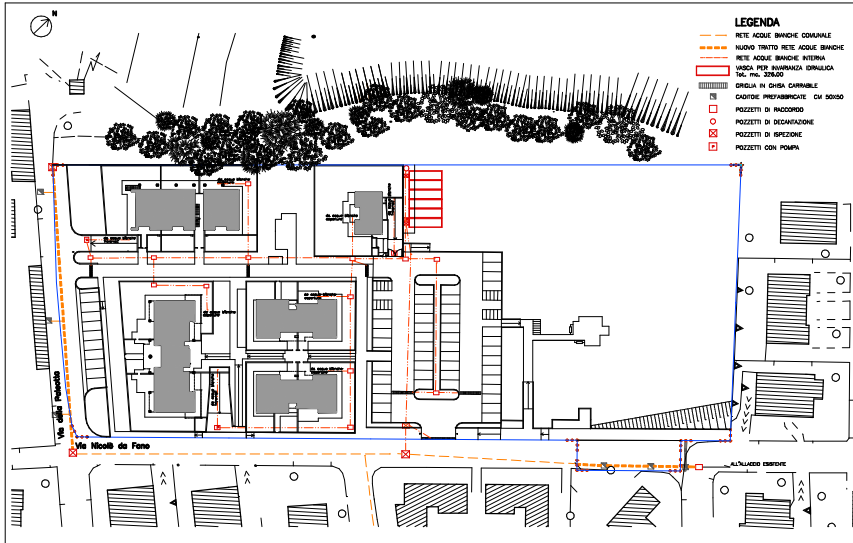 N
LEGENDA
RETE ACQUE BIANCHE COMUNALE
NUOVO TRATTO RETE ACQUE BIANCHE
RETE ACQUE BIANCHE INTERNA
VASCA PER INVARIANZA IDRAULICA
Tot. mc. 326.00
GRIGLIA IN GHISA CARRABILE
CADITOIE PREFABBRICATE CM 50X50
POZZETTI DI RACCORDO
POZZETTI DI DECANTAZIONE
POZZETTI DI ISPEZIONE
POZZETTI CON POMPA
Via della Paleotta
Via Nicolò da Fano
ALL'ALLACCIO ESISTENTE